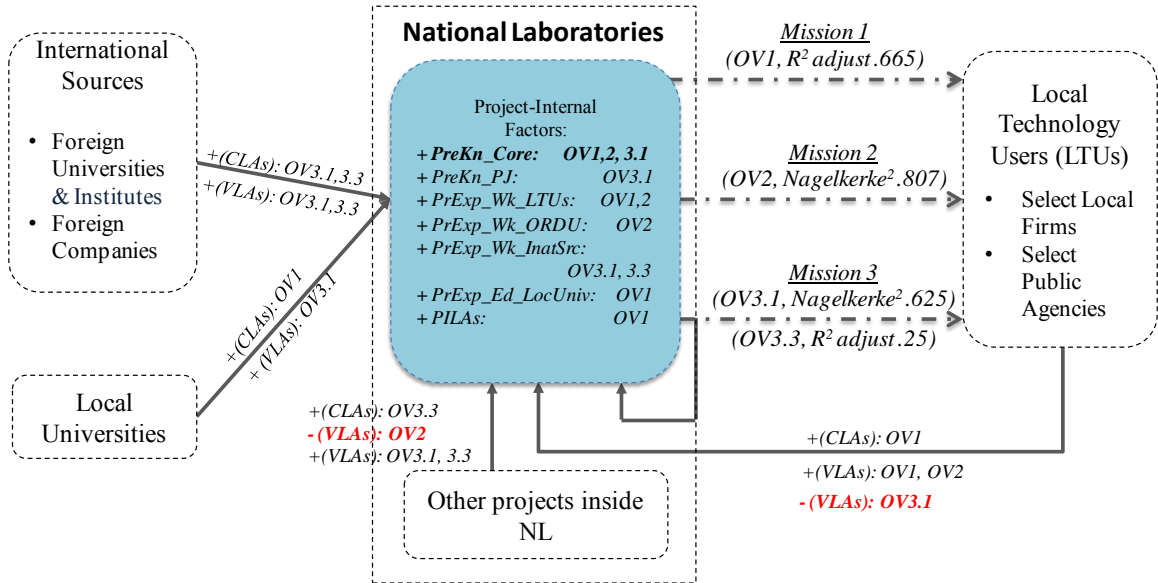 International
Sources
• Foreign
Universities
& Institutes
• Foreign
Companies
+(CLAs): OV3.1,3.3
+(VLAs): OV3.1,3.3
+(CLAs): OV1
+ (VLAs): OV3.1
Local
Universities
National Laboratories
Project-Internal
Factors:
+ PreKn_Core: OV1,2, 3.1
+ PreKn_PJ: OV3.1
+ PrExp_Wk_LTUs: OV1,2
+ PrExp_Wk_ORDU: OV2
+ PrExp_Wk_InatSrc:
OV3.1, 3.3
+ PrExp_Ed_LocUniv: OV1
+ PILAs: OV1
+(CLAs): OV3.3
- (VLAs): OV2
+(VLAs): OV3.1, 3.3
Other projects inside
NL
Mission 1
(OV1, R² adjust .665)
Mission 2
(OV2, Nagelkerke² .807)
Mission 3
(OV3.1, Nagelkerke² .625)
(OV3.3, R² adjust .25)
Local
Technology
Users (LTUs)
• Select Local
Firms
• Select
Public
Agencies
+(CLAs): OV1
+(VLAs): OV1, OV2
- (VLAs): OV3.1